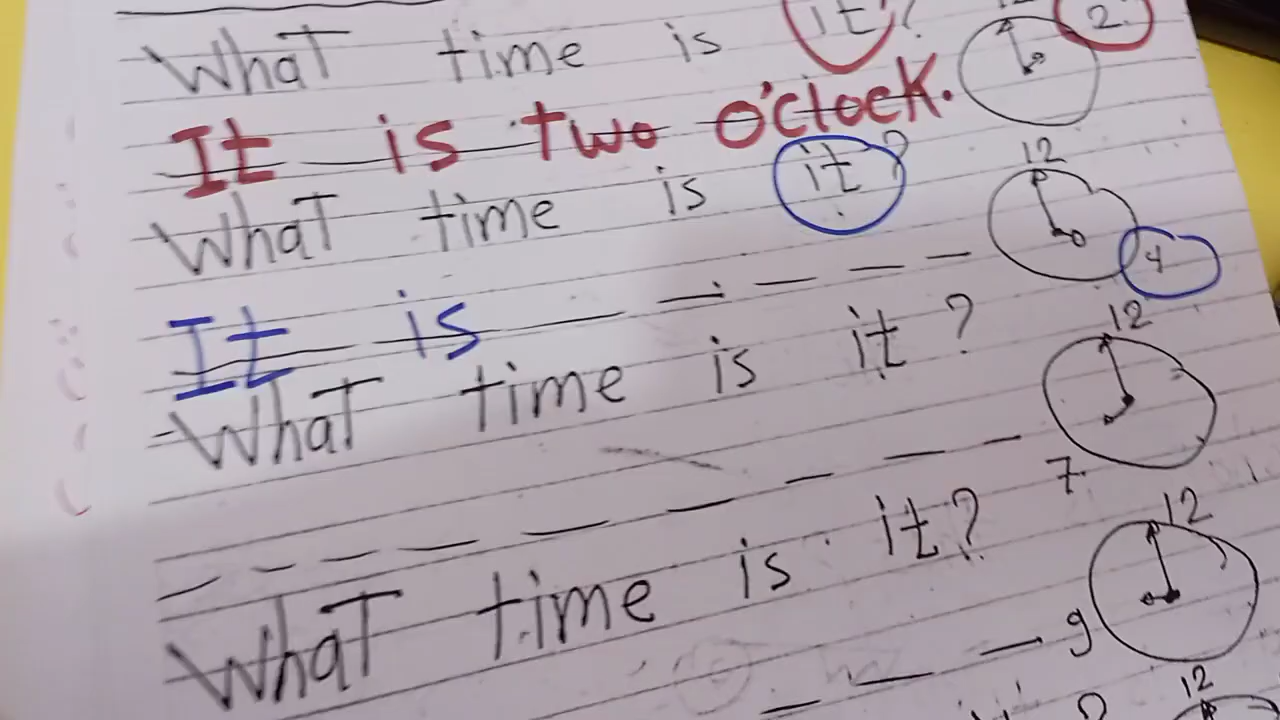 What time is it? 12 2
It is two O'clock.
What time is it? 12
4
It is
What time is it? 12
7
What time is it? 12
9
12